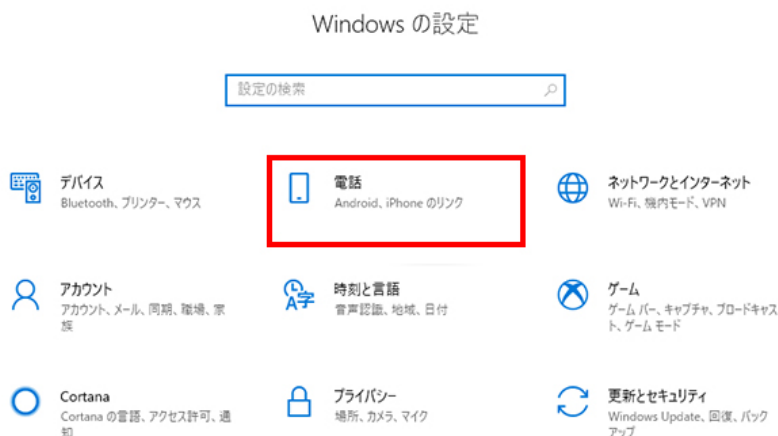 Windows の設定
設定の検索
デバイス
Bluetooth、プリンター、マウス
電話
Android、iPhone のリンク
ネットワークとインターネット
Wi-Fi、機内モード、VPN
アカウント
アカウント、メール、同期、職場、家
族
時刻と言語
音声認識、地域、日付
ゲーム
ゲーム バー、キャプチャ、ブロードキャス
ト、ゲーム モード
Cortana
Cortana の言語、アクセス許可、通
知
プライバシー
場所、カメラ、マイク
更新とセキュリティ
Windows Update、回復、バック
アップ